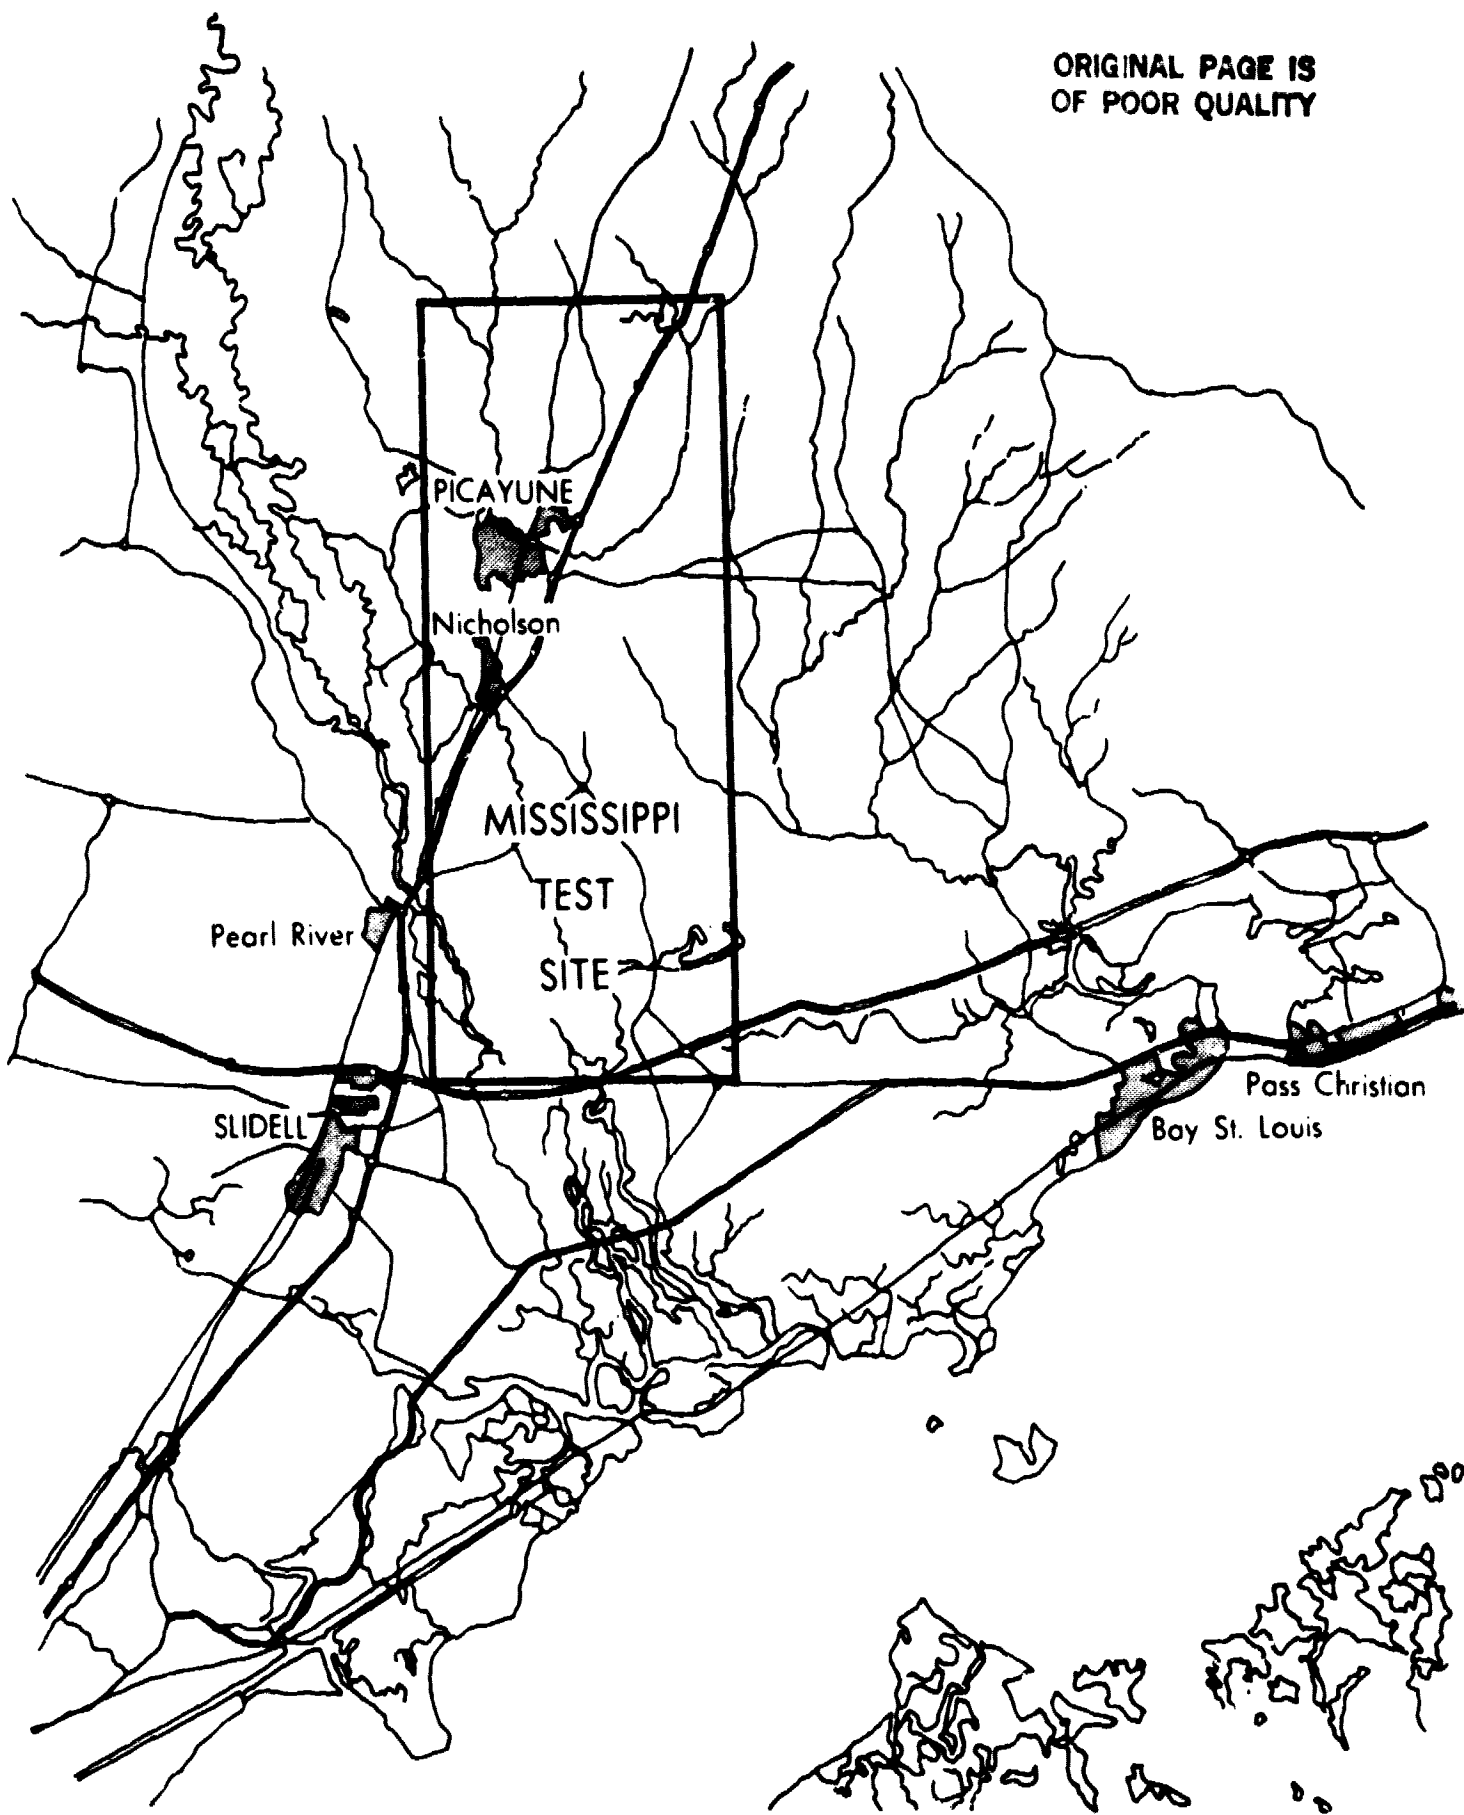 ORIGINAL PAGE IS
OF POOR QUALITY
PICAYUNE
Nicholson
MISSISSIPPI
TEST
SITE
Pearl River
SLIDELL
Pass Christian
Bay St. Louis